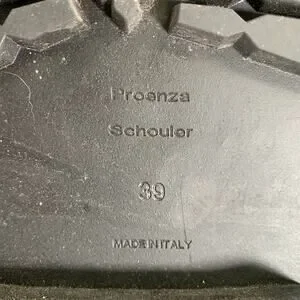 Proenza
Schouler
39
MADE IN ITALY